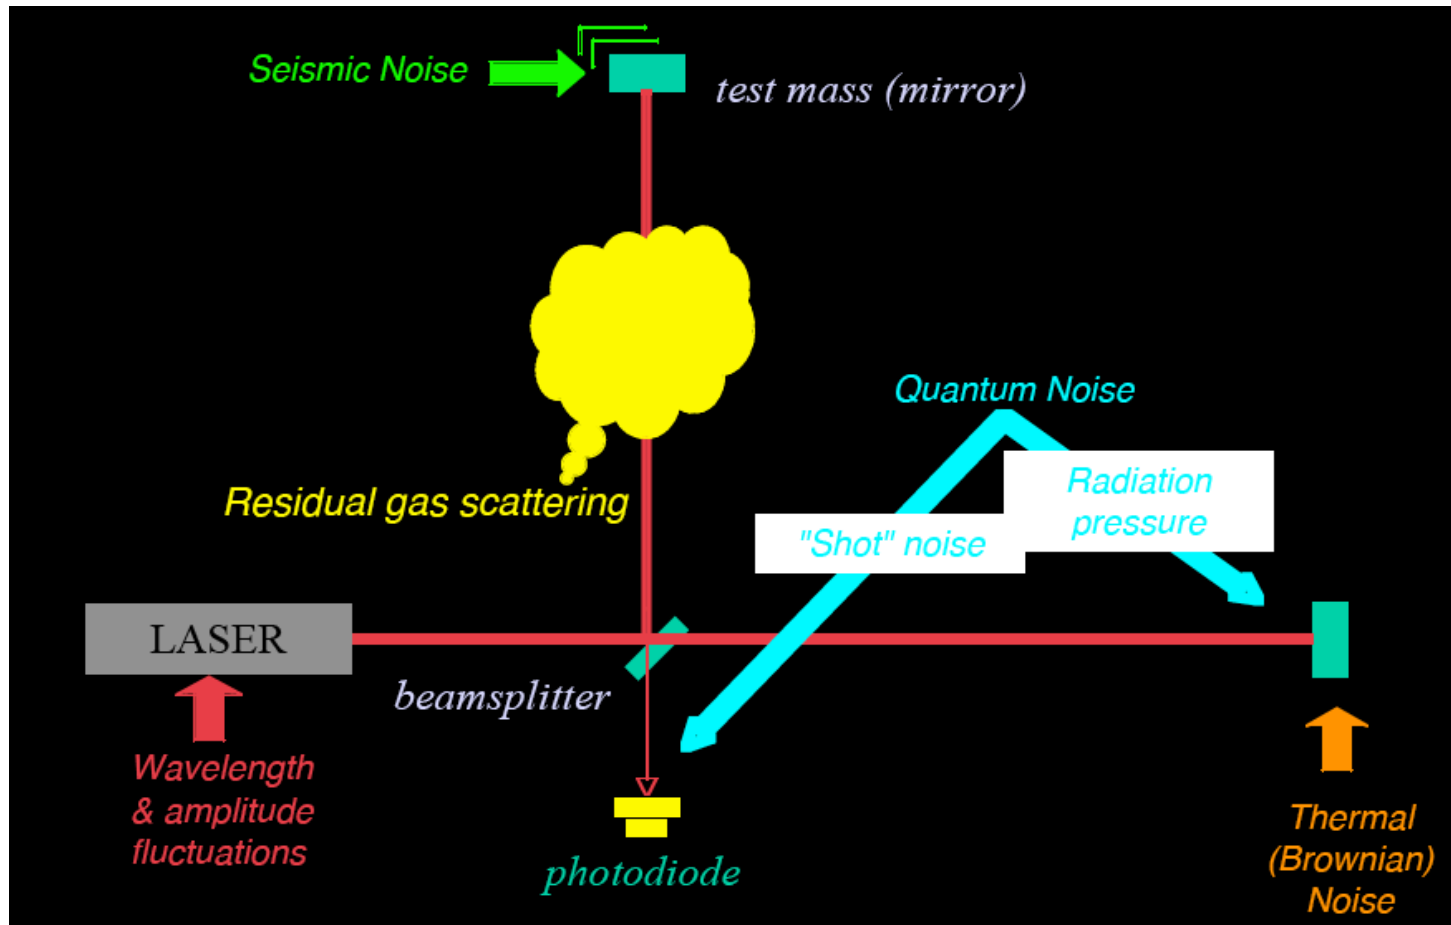 Seismic Noise
test mass (mirror)
Quantum Noise
Radiation
pressure
Residual gas scattering
"Shot" noise
LASER
beamsplitter
Wavelength
& amplitude
fluctuations
photodiode
Thermal
(Brownian)
Noise